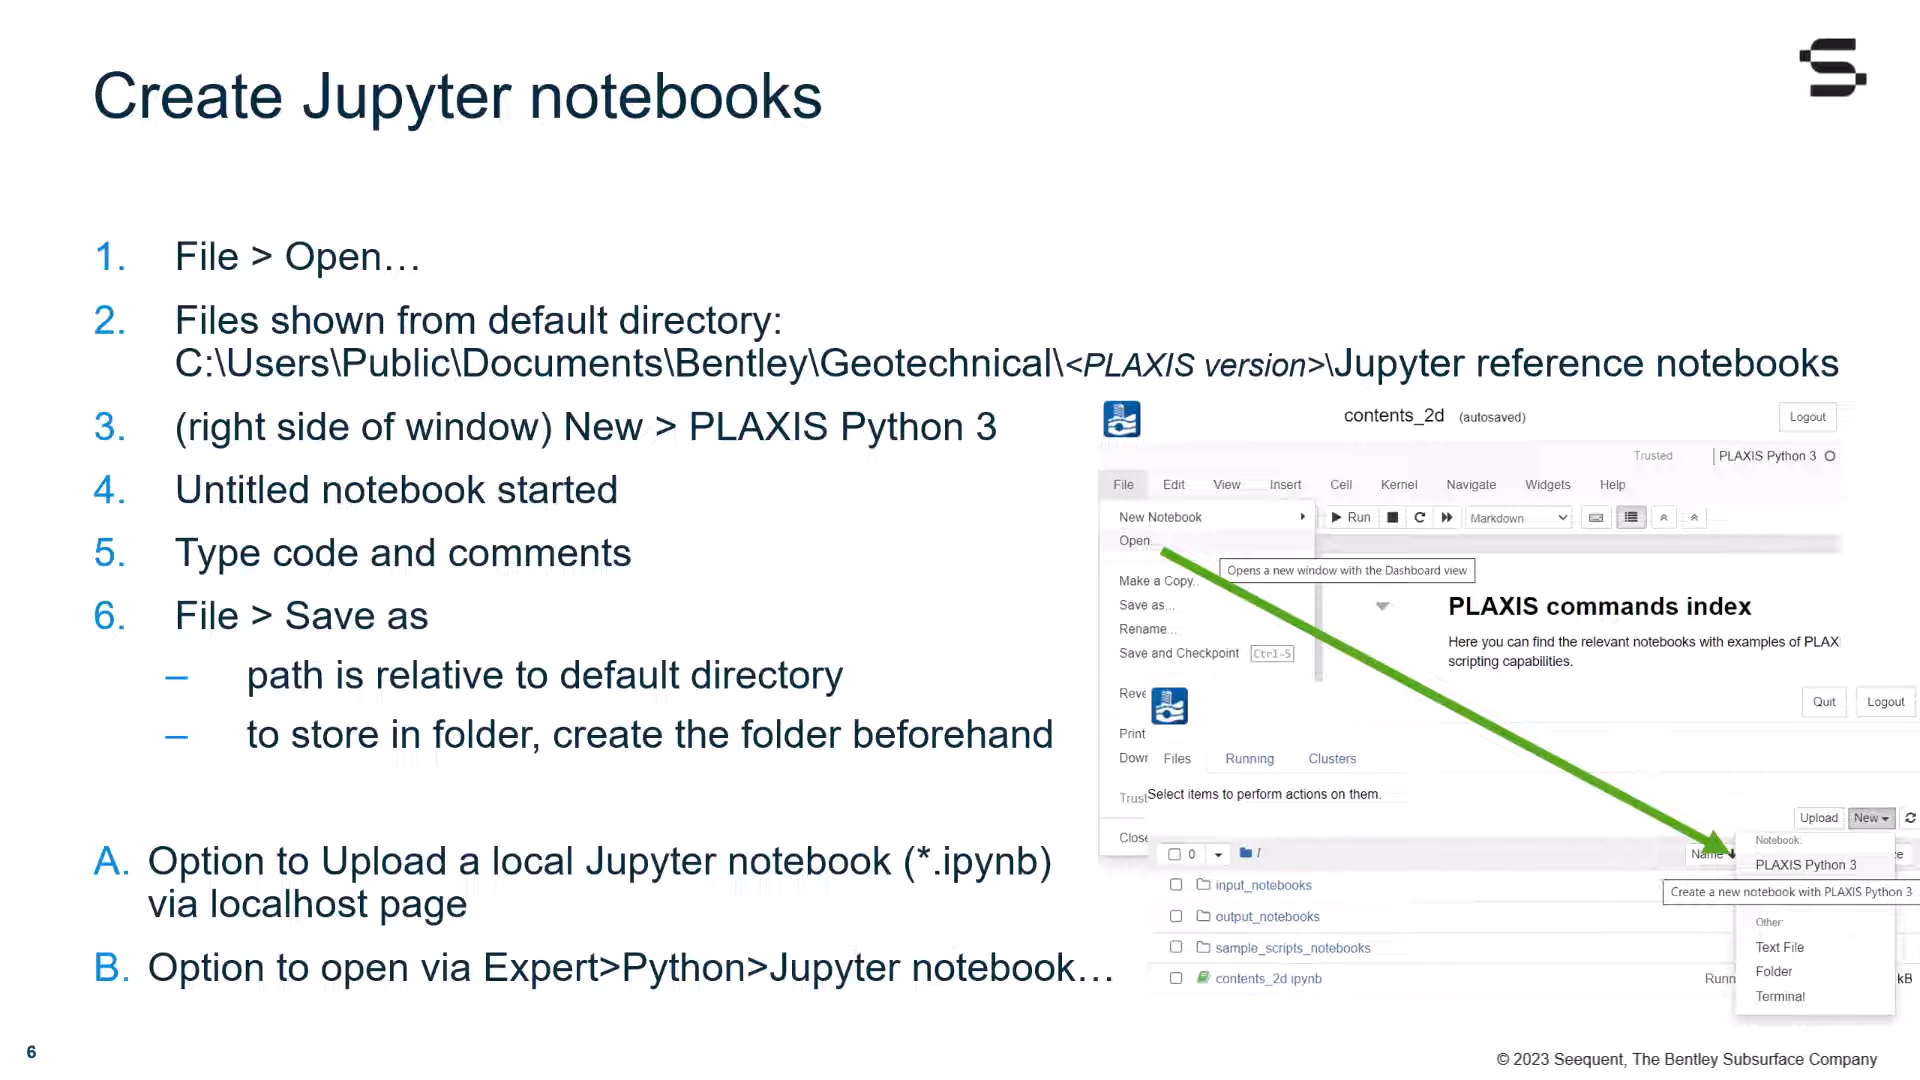 Create Jupyter notebooks
1. File > Open…
2. Files shown from default directory:
C:\Users\Public\Documents\Bentley\Geotechnical\<PLAXIS version>\Jupyter reference notebooks
3. (right side of window) New > PLAXIS Python 3
4. Untitled notebook started
5. Type code and comments
6. File > Save as
– path is relative to default directory
– to store in folder, create the folder beforehand
A. Option to Upload a local Jupyter notebook (*.ipynb)
via localhost page
B. Option to open via Expert>Python>Jupyter notebook…
contents_2d (autosaved)
Logout
Trusted
PLAXIS Python 3
File Edit View Insert Cell Kernel Navigate Widgets Help
New Notebook
Run
Markdown
Open...
Opens a new window with the Dashboard view
Make a Copy..
Save as...
Rename...
Save and Checkpoint Ctrl-S
PLAXIS commands index
Here you can find the relevant notebooks with examples of PLAX
scripting capabilities.
Reve
Quit
Logout
Print
Dowr
Files Running Clusters
Trust
Select items to perform actions on them.
Upload New
Close
0
/
Name
Notebook:
PLAXIS Python 3
Create a new notebook with PLAXIS Python 3
input_notebooks
output_notebooks
Other:
sample_scripts_notebooks
Text File
Folder
contents_2d.ipynb
Runn
kB
Terminal
6
© 2023 Seequent, The Bentley Subsurface Company